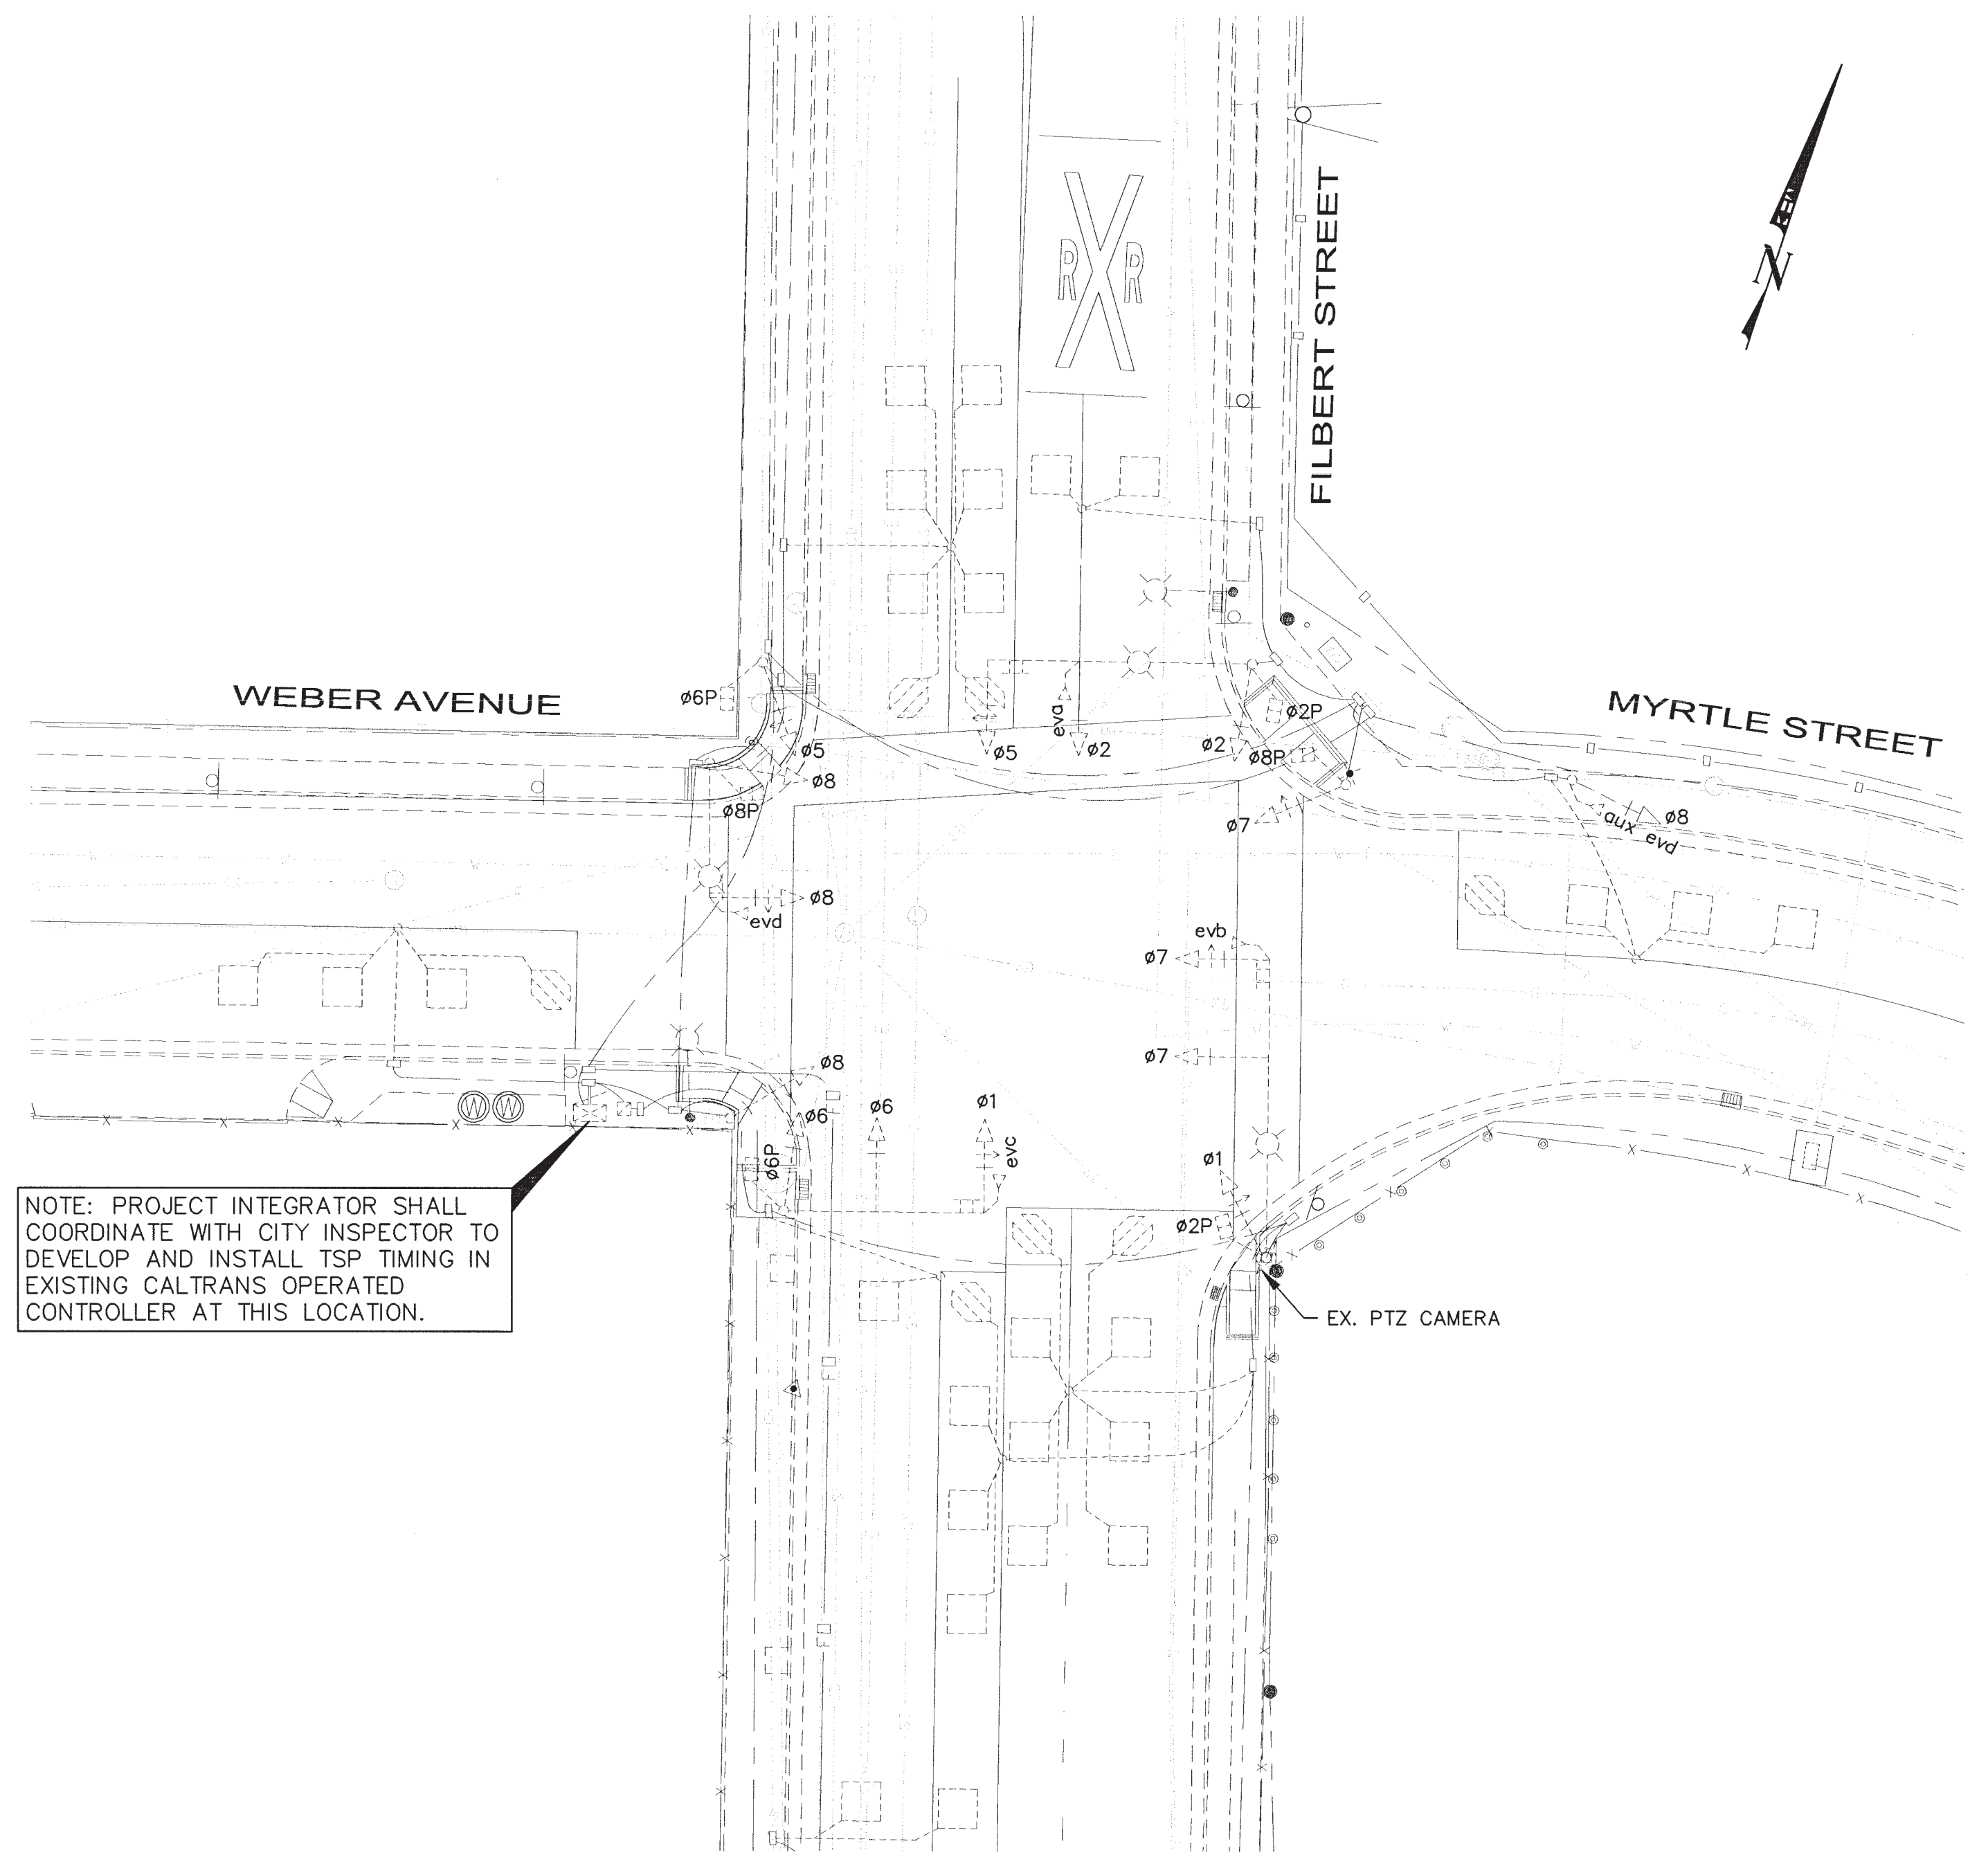 R R
FILBERT STREET
N
WEBER AVENUE
MYRTLE STREET
ø6P
ø5
ø8
ø8P
ø5
eva
ø2
ø2
ø2P
ø8P
ø7
aux evd
ø8
ø8
evd
evb
ø7
ø7
ø8
ø6
ø6
ø1
evc
ø6P
ø1
ø2P
W W
NOTE: PROJECT INTEGRATOR SHALL
COORDINATE WITH CITY INSPECTOR TO
DEVELOP AND INSTALL TSP TIMING IN
EXISTING CALTRANS OPERATED
CONTROLLER AT THIS LOCATION.
EX. PTZ CAMERA